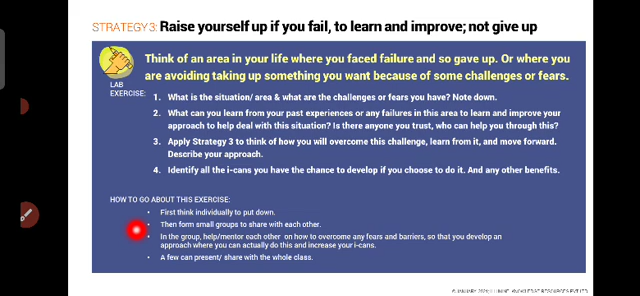 STRATEGY 3: Raise yourself up if you fail, to learn and improve; not give up
Think of an area in your life where you faced failure and so gave up. Or where you
are avoiding taking up something you want because of some challenges or fears.
LAB
EXERCISE:
1. What is the situation/ area & what are the challenges or fears you have? Note down.
2. What can you learn from your past experiences or any failures in this area to learn and improve your
approach to help deal with this situation? Is there anyone you trust, who can help you through this?
3. Apply Strategy 3 to think of how you will overcome this challenge, learn from it, and move forward.
Describe your approach.
4. Identify all the i-cans you have the chance to develop if you choose to do it. And any other benefits.
HOW TO GO ABOUT THIS EXERCISE:
• First think individually to put down.
• Then form small groups to share with each other.
• In the group, help/mentor each other on how to overcome any fears and barriers, so that you develop an
approach where you can actually do this and increase your i-cans.
• A few can present/ share with the whole class.
KNOWLEDGE RESOURCES PVT LTD